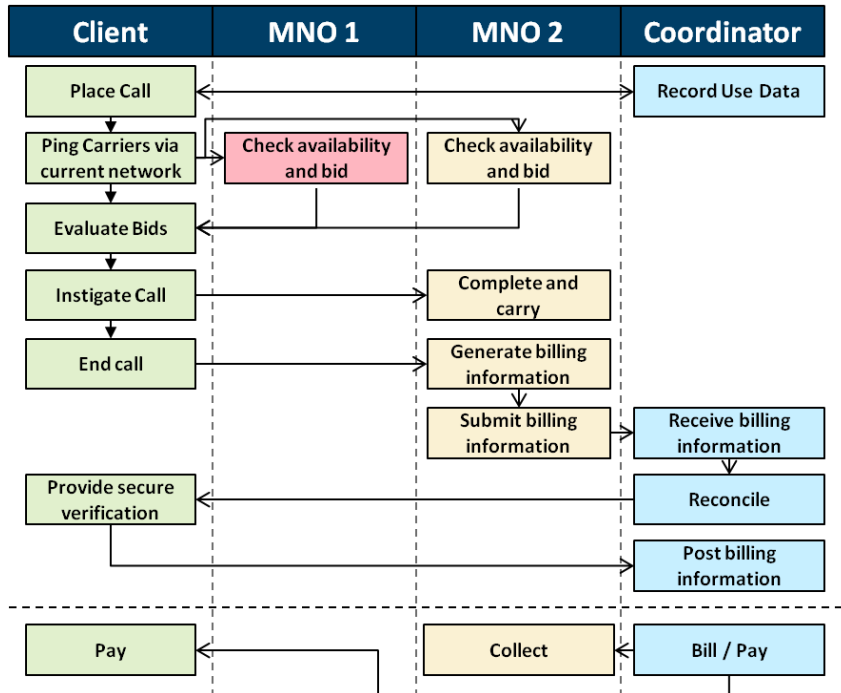 Client
MNO 1
MNO 2
Coordinator
Place Call
Record Use Data
Ping Carriers via
current network
Check availability
and bid
Check availability
and bid
Evaluate Bids
Instigate Call
Complete and
carry
End call
Generate billing
information
Submit billing
information
Receive billing
information
Provide secure
verification
Reconcile
Post billing
information
Pay
Collect
Bill / Pay